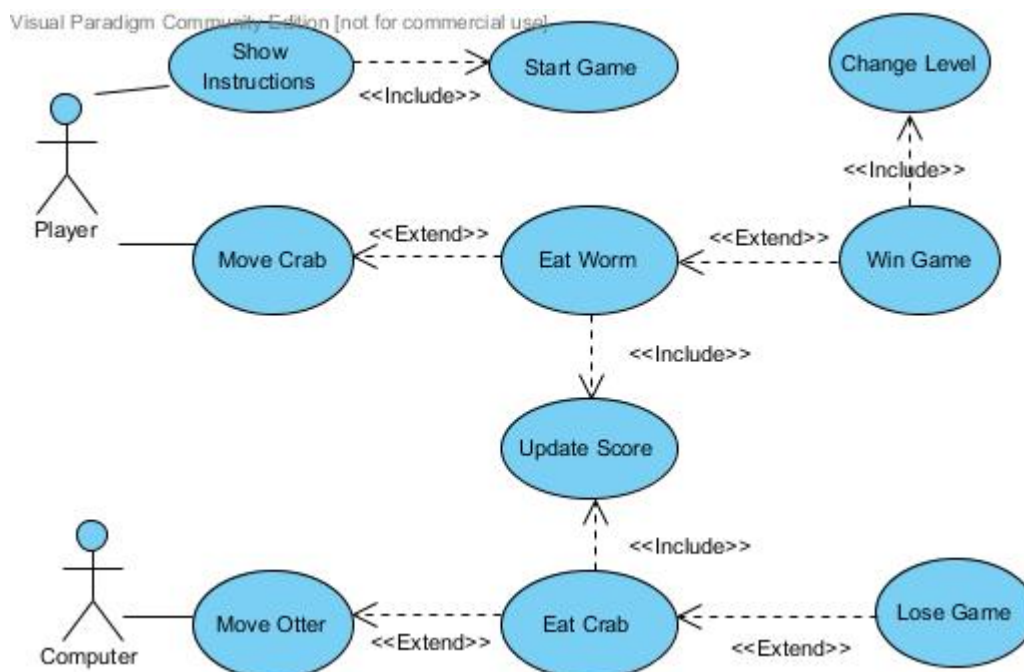 Visual Paradigm Community Edition [not for commercial use]
Show
Instructions
<<Include>>
Start Game
Change Level
<<Include>>
Player
Move Crab
<<Extend>>
Eat Worm
<<Extend>>
Win Game
<<Include>>
Update Score
<<Include>>
Computer
Move Otter
<<Extend>>
Eat Crab
<<Extend>>
Lose Game